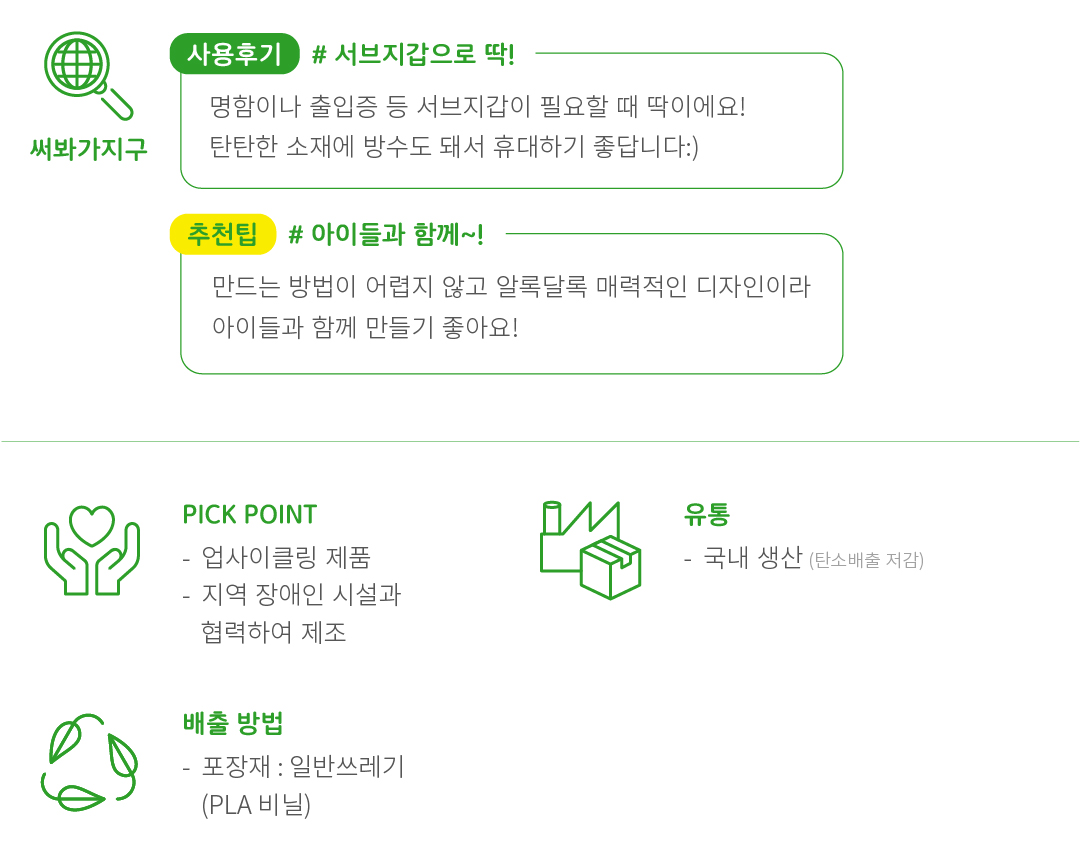 써봐가지구
사용후기 # 서브지갑으로 딱!
명함이나 출입증 등 서브지갑이 필요할 때 딱이에요!
탄탄한 소재에 방수도 돼서 휴대하기 좋답니다:)
추천팁 # 아이들과 함께~!
만드는 방법이 어렵지 않고 알록달록 매력적인 디자인이라
아이들과 함께 만들기 좋아요!
PICK POINT
- 업사이클링 제품
- 지역 장애인 시설과
협력하여 제조
유통
- 국내 생산 (탄소배출 저감)
배출 방법
- 포장재 : 일반쓰레기
(PLA 비닐)